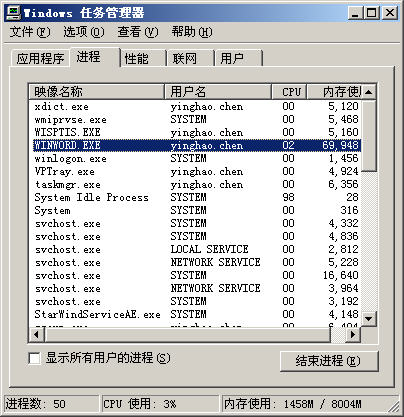 Windows 任务管理器
文件(F) 选项(O) 查看(V) 帮助(H)
应用程序 进程 性能 联网 用户
映像名称 用户名 CPU 内存使
xdict.exe yinghao.chen 00 5,120
wmiprvse.exe SYSTEM 00 5,468
WISPTIS.EXE yinghao.chen 00 5,160
WINWORD.EXE yinghao.chen 02 69,948
winlogon.exe SYSTEM 00 1,456
VPTray.exe yinghao.chen 00 4,924
taskmgr.exe yinghao.chen 00 6,356
System Idle Process SYSTEM 98 28
System SYSTEM 00 316
svchost.exe SYSTEM 00 4,332
svchost.exe SYSTEM 00 4,836
svchost.exe LOCAL SERVICE 00 2,812
svchost.exe NETWORK SERVICE 00 5,228
svchost.exe SYSTEM 00 16,640
svchost.exe NETWORK SERVICE 00 3,964
svchost.exe SYSTEM 00 3,192
StarWindServiceAE.exe SYSTEM 00 4,148
显示所有用户的进程(S) 结束进程(E)
进程数: 50 CPU 使用: 3% 内存使用: 1458M / 8004M